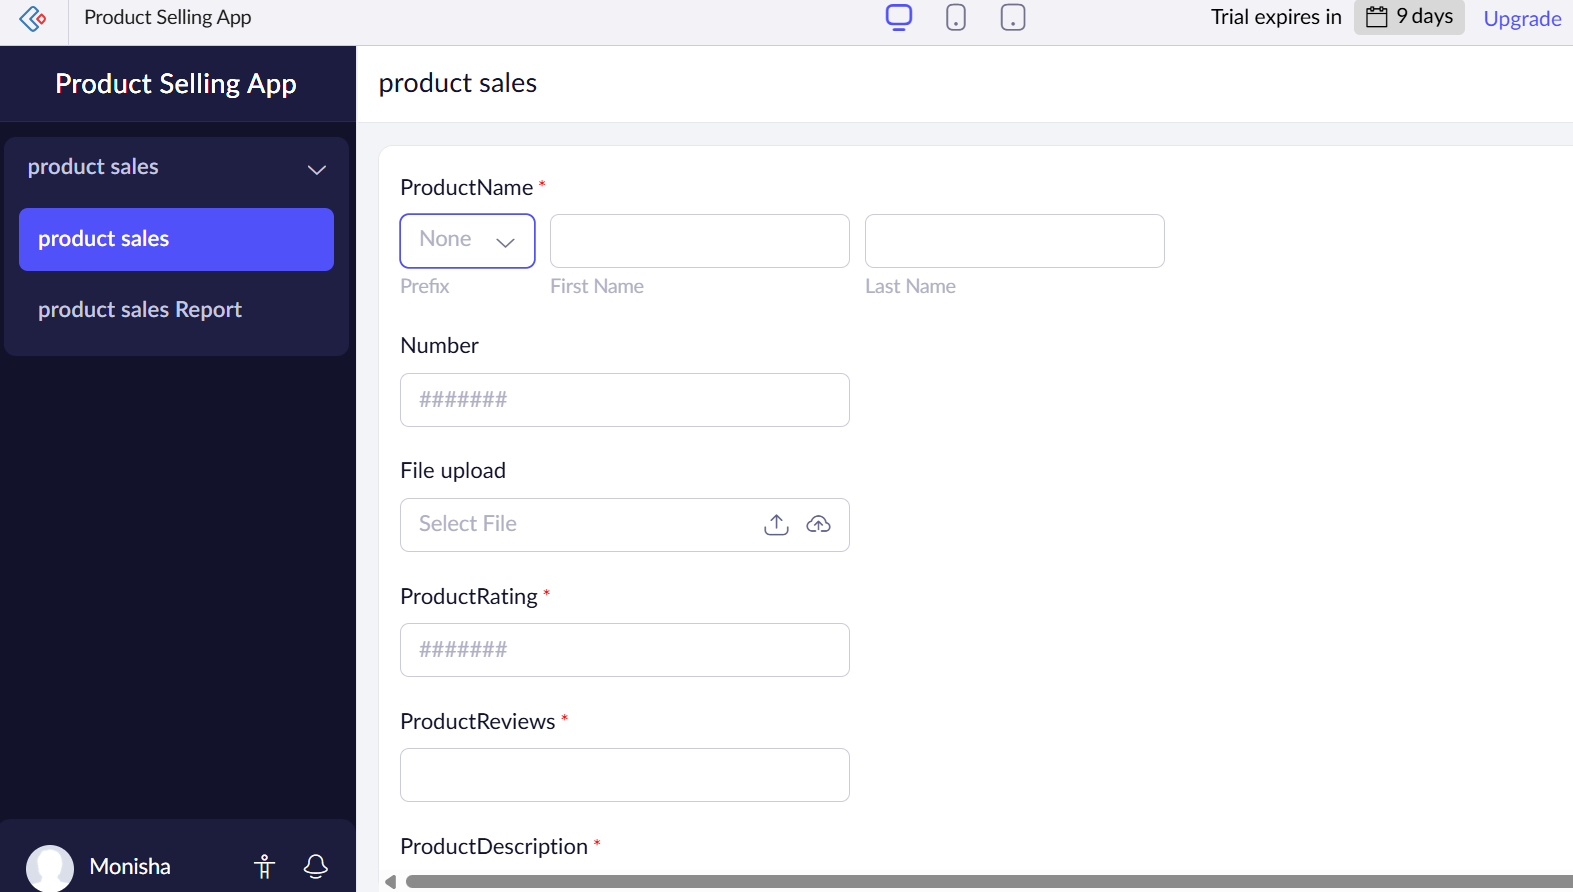 Product Selling App
Trial expires in 9 days Upgrade
Product Selling App
product sales
product sales
product sales Report
Monisha
product sales
ProductName *
None
Prefix First Name Last Name
Number
#######
File upload
Select File
ProductRating *
#######
ProductReviews *
ProductDescription *